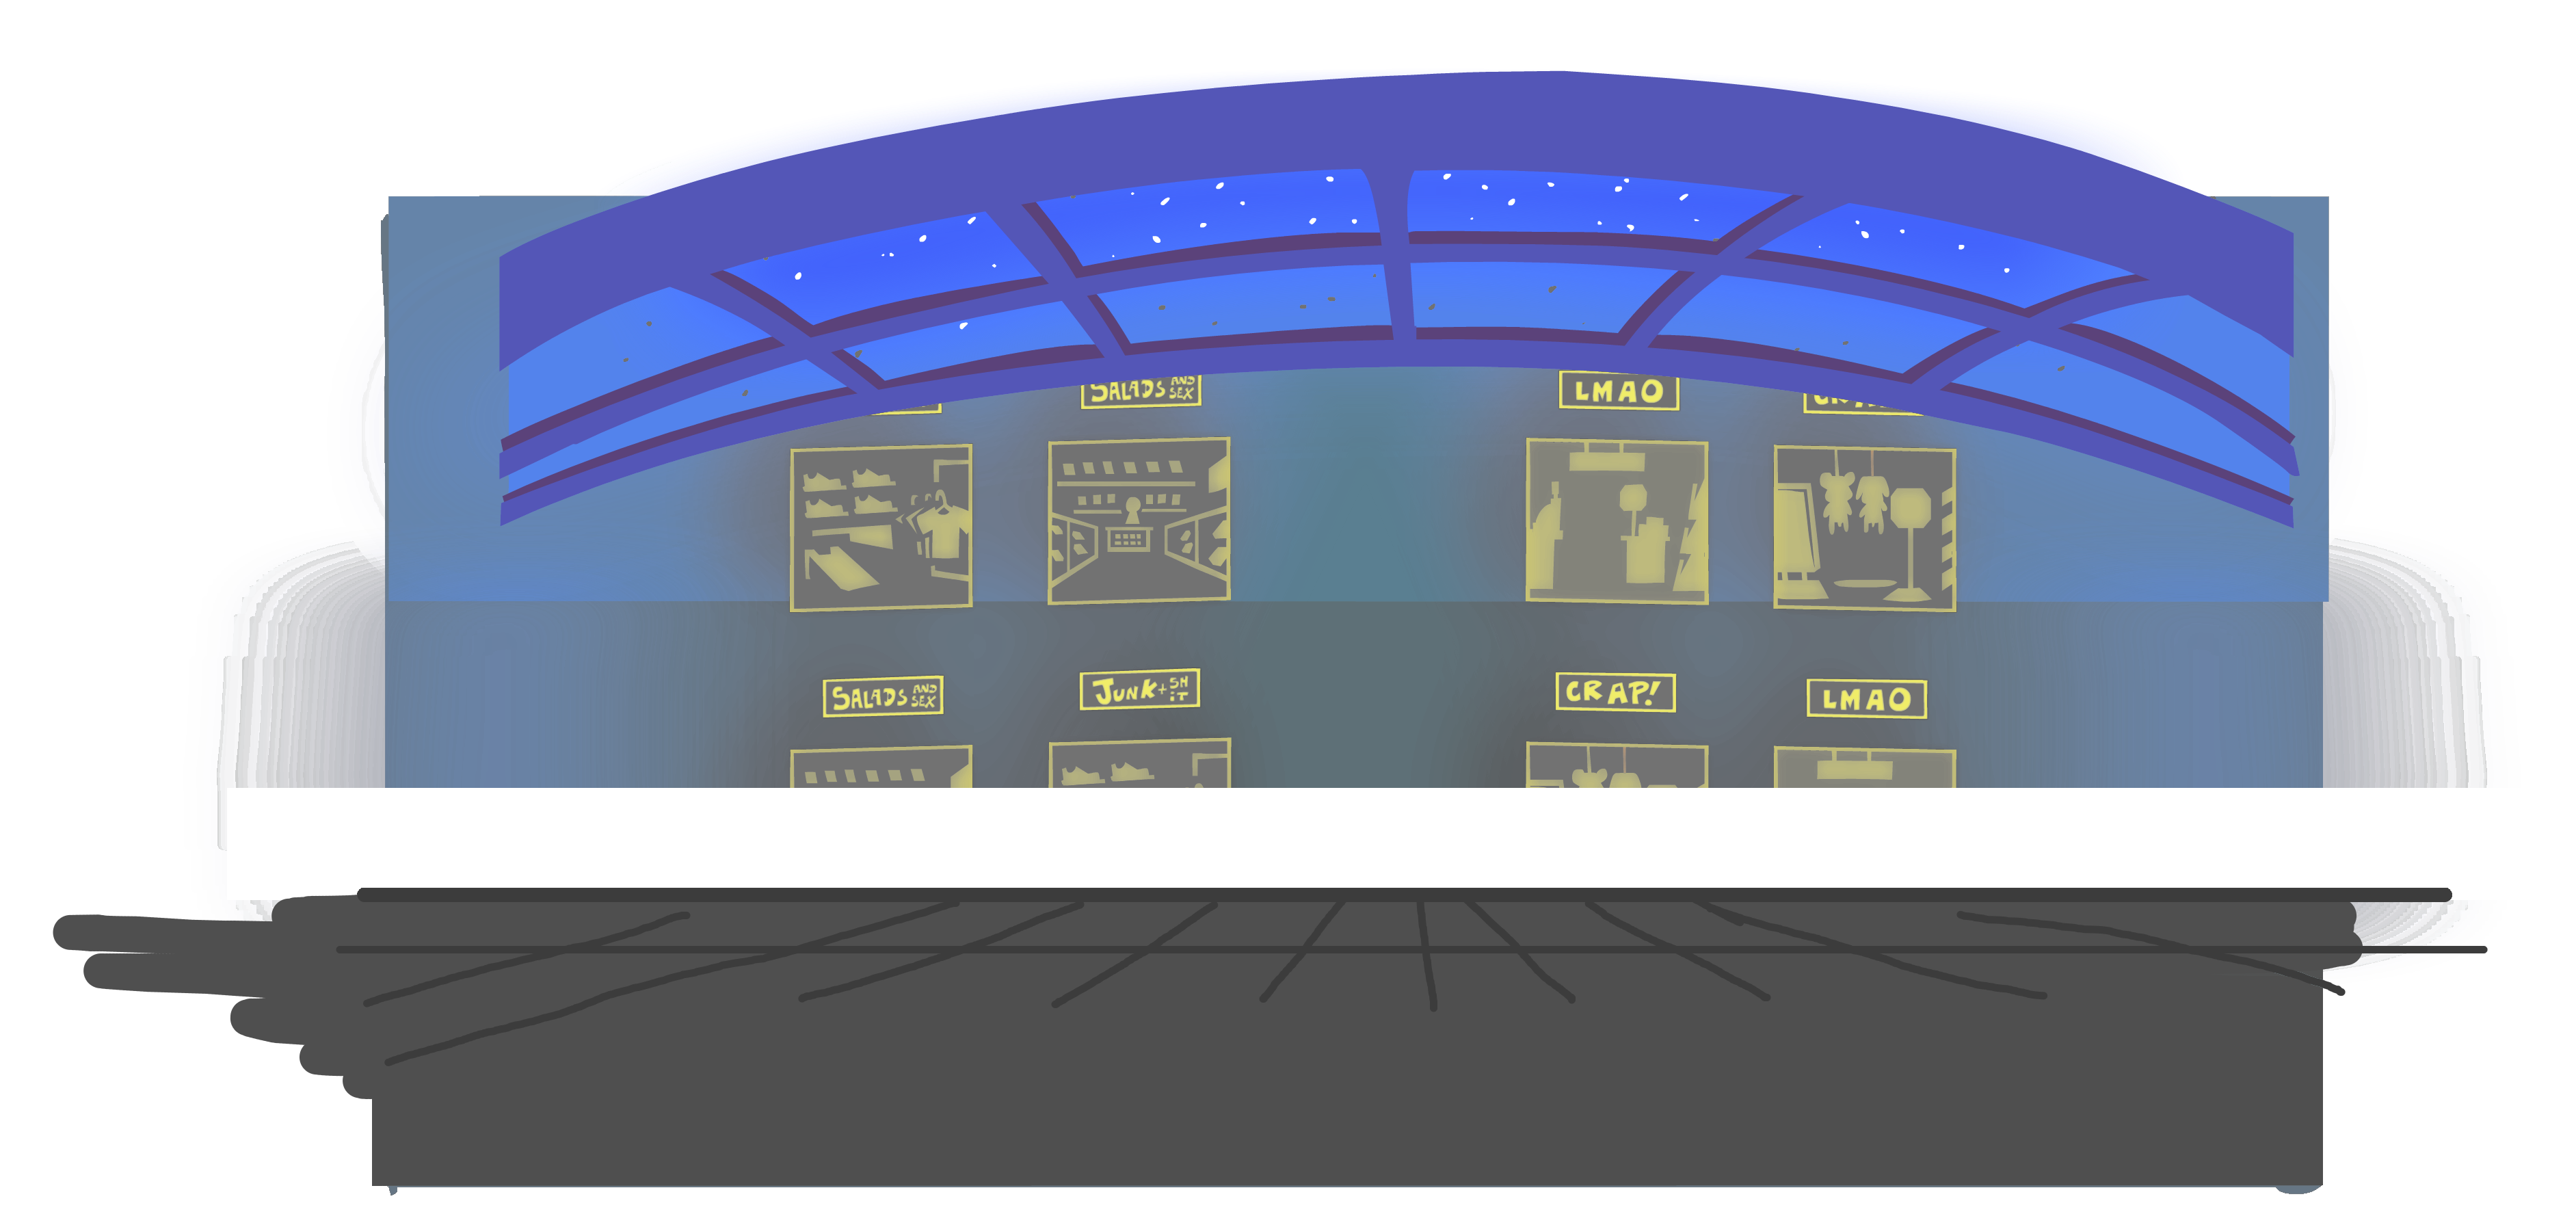 SALADS AND SEX
LMAO
SALADS AND SEX
JUNK + SHIT
CRAP!
LMAO